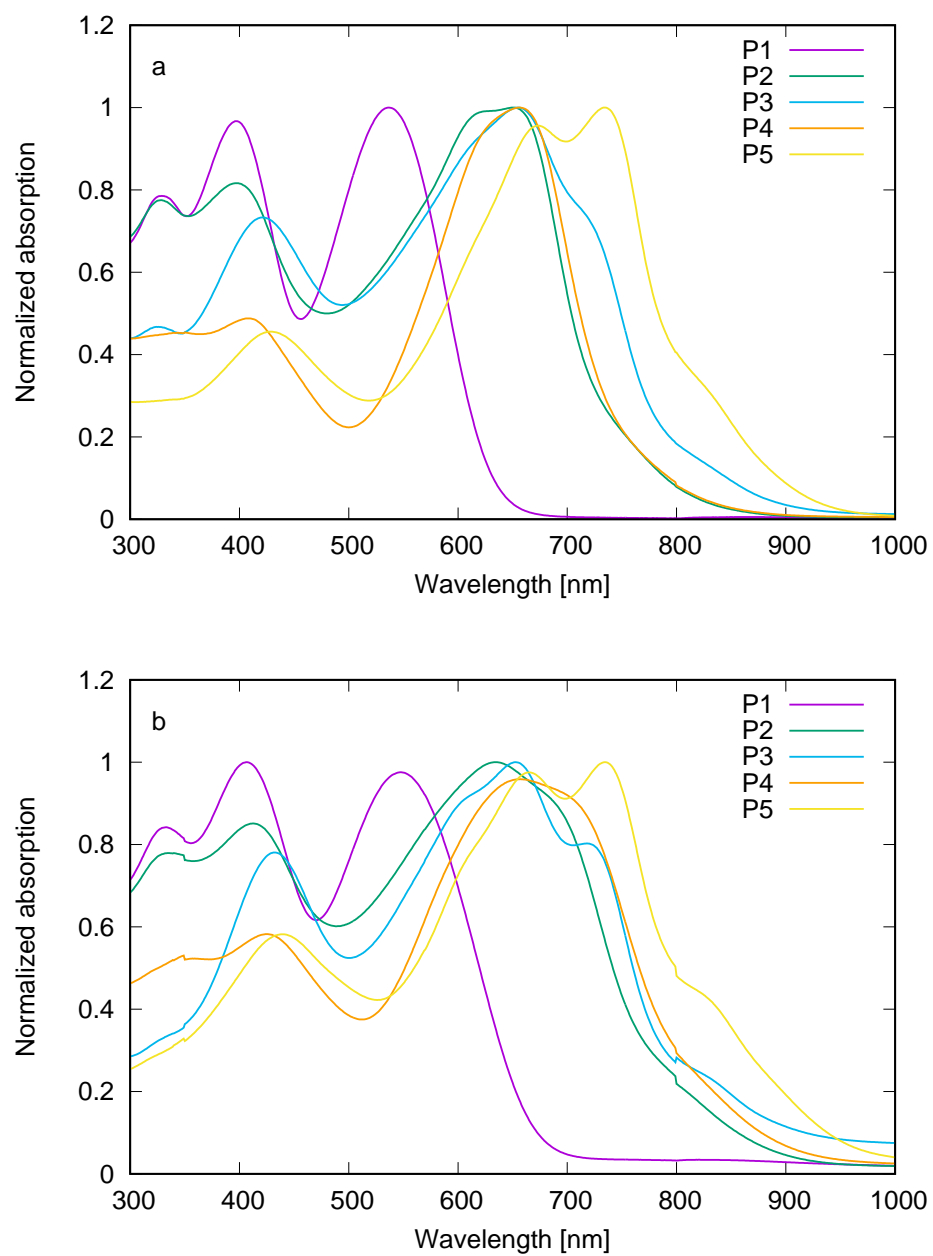 a
P1
P2
P3
P4
P5
1.2
1
0.8
0.6
0.4
0.2
0
Normalized absorption
300 400 500 600 700 800 900 1000
Wavelength [nm]
b
P1
P2
P3
P4
P5
1.2
1
0.8
0.6
0.4
0.2
0
Normalized absorption
300 400 500 600 700 800 900 1000
Wavelength [nm]